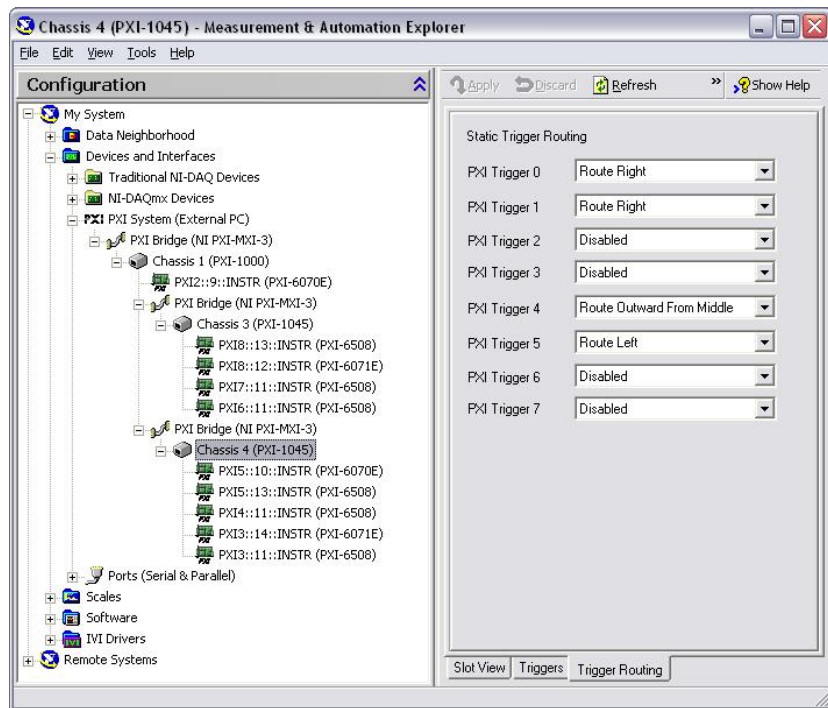 Chassis 4 (PXI-1045) - Measurement & Automation Explorer
File Edit View Tools Help
Configuration
My System
Data Neighborhood
Devices and Interfaces
Traditional NI-DAQ Devices
NI-DAQmx Devices
PXI PXI System (External PC)
PXI Bridge (NI PXI-MXI-3)
Chassis 1 (PXI-1000)
PXI2::9::INSTR (PXI-6070E)
PXI Bridge (NI PXI-MXI-3)
Chassis 3 (PXI-1045)
PXI8::13::INSTR (PXI-6508)
PXI8::12::INSTR (PXI-6071E)
PXI7::11::INSTR (PXI-6508)
PXI6::11::INSTR (PXI-6508)
PXI Bridge (NI PXI-MXI-3)
Chassis 4 (PXI-1045)
PXI5::10::INSTR (PXI-6070E)
PXI5::13::INSTR (PXI-6508)
PXI4::11::INSTR (PXI-6508)
PXI3::14::INSTR (PXI-6071E)
PXI3::11::INSTR (PXI-6508)
Ports (Serial & Parallel)
Scales
Software
IVI Drivers
Remote Systems
Apply Discard Refresh » Show Help
Static Trigger Routing
PXI Trigger 0 Route Right
PXI Trigger 1 Route Right
PXI Trigger 2 Disabled
PXI Trigger 3 Disabled
PXI Trigger 4 Route Outward From Middle
PXI Trigger 5 Route Left
PXI Trigger 6 Disabled
PXI Trigger 7 Disabled
Slot View Triggers Trigger Routing